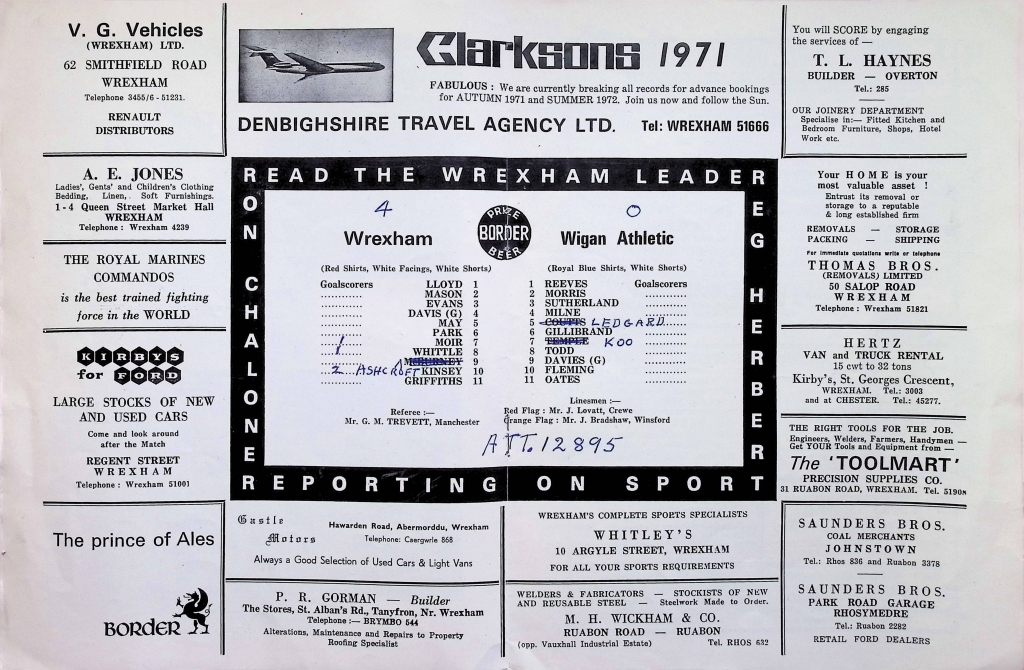 V. G. Vehicles
(WREXHAM) LTD.
62 SMITHFIELD ROAD
WREXHAM
Telephone 3455/6 - 51231.
RENAULT
DISTRIBUTORS
A. E. JONES
Ladies', Gents' and Children's Clothing
Bedding, Linen, Soft Furnishings.
1 - 4 Queen Street Market Hall
WREXHAM
Telephone : Wrexham 4239
THE ROYAL MARINES
COMMANDOS
is the best trained fighting
force in the WORLD
KIRBYS
for FORD
LARGE STOCKS OF NEW
AND USED CARS
Come and look around
after the Match
REGENT STREET
WREXHAM
Telephone : Wrexham 51001
The prince of Ales
BORDER
Clarksons 1971
FABULOUS : We are currently breaking all records for advance bookings
for AUTUMN 1971 and SUMMER 1972. Join us now and follow the Sun.
DENBIGHSHIRE TRAVEL AGENCY LTD. Tel: WREXHAM 51666
READ THE WREXHAM LEADER
RON CHALONER
REG HERBERT
REPORTING ON SPORT
4
PRIZE
BORDER
BEER
0
Wrexham
Wigan Athletic
(Red Shirts, White Facings, White Shorts)
(Royal Blue Shirts, White Shorts)
Goalscorers LLOYD 1
MASON 2
EVANS 3
DAVIS (G) 4
MAY 5
PARK 6
1 MOIR 7
1 WHITTLE 8
McBURNEY 9
2 ASHCROFT KINSEY 10
GRIFFITHS 11
1 REEVES Goalscorers
2 MORRIS
3 SUTHERLAND
4 MILNE
5 COUTTS LEDGARD
6 GILLIBRAND
7 TEMPLE KOO
8 TODD
9 DAVIES (G)
10 FLEMING
11 OATES
Referee :—
Mr. G. M. TREVETT, Manchester
Linesmen :—
Red Flag : Mr. J. Lovatt, Crewe
Orange Flag : Mr. J. Bradshaw, Winsford
ATT. 12895
Castle
Motors
Hawarden Road, Abermorddu, Wrexham
Telephone: Caergwrle 868
Always a Good Selection of Used Cars & Light Vans
P. R. GORMAN — Builder
The Stores, St. Alban's Rd., Tanyfron, Nr. Wrexham
Telephone :— BRYMBO 544
Alterations, Maintenance and Repairs to Property
Roofing Specialist
WREXHAM'S COMPLETE SPORTS SPECIALISTS
WHITLEY'S
10 ARGYLE STREET, WREXHAM
FOR ALL YOUR SPORTS REQUIREMENTS
WELDERS & FABRICATORS — STOCKISTS OF NEW
AND REUSABLE STEEL — Steelwork Made to Order.
M. H. WICKHAM & CO.
RUABON ROAD — RUABON
(opp. Vauxhall Industrial Estate) Tel. RHOS 632
You will SCORE by engaging
the services of —
T. L. HAYNES
BUILDER — OVERTON
Tel.: 285
OUR JOINERY DEPARTMENT
Specialise in:— Fitted Kitchen and
Bedroom Furniture, Shops, Hotel
Work etc.
Your HOME is your
most valuable asset !
Entrust its removal or
storage to a reputable
& long established firm
REMOVALS — STORAGE
PACKING — SHIPPING
For immediate quotations write or telephone
THOMAS BROS.
(REMOVALS) LIMITED
50 SALOP ROAD
WREXHAM
Telephone : Wrexham 51821
HERTZ
VAN and TRUCK RENTAL
15 cwt to 32 tons
Kirby's, St. Georges Crescent,
WREXHAM. Tel.: 3003
and at CHESTER. Tel.: 45277.
THE RIGHT TOOLS FOR THE JOB.
Engineers, Welders, Farmers, Handymen —
Get YOUR Tools and Equipment from —
The 'TOOLMART'
PRECISION SUPPLIES CO.
31 RUABON ROAD, WREXHAM. Tel. 51908
SAUNDERS BROS.
COAL MERCHANTS
JOHNSTOWN
Tel.: Rhos 836 and Ruabon 3378
SAUNDERS BROS.
PARK ROAD GARAGE
RHOSYMEDRE
Tel.: Ruabon 2282
RETAIL FORD DEALERS